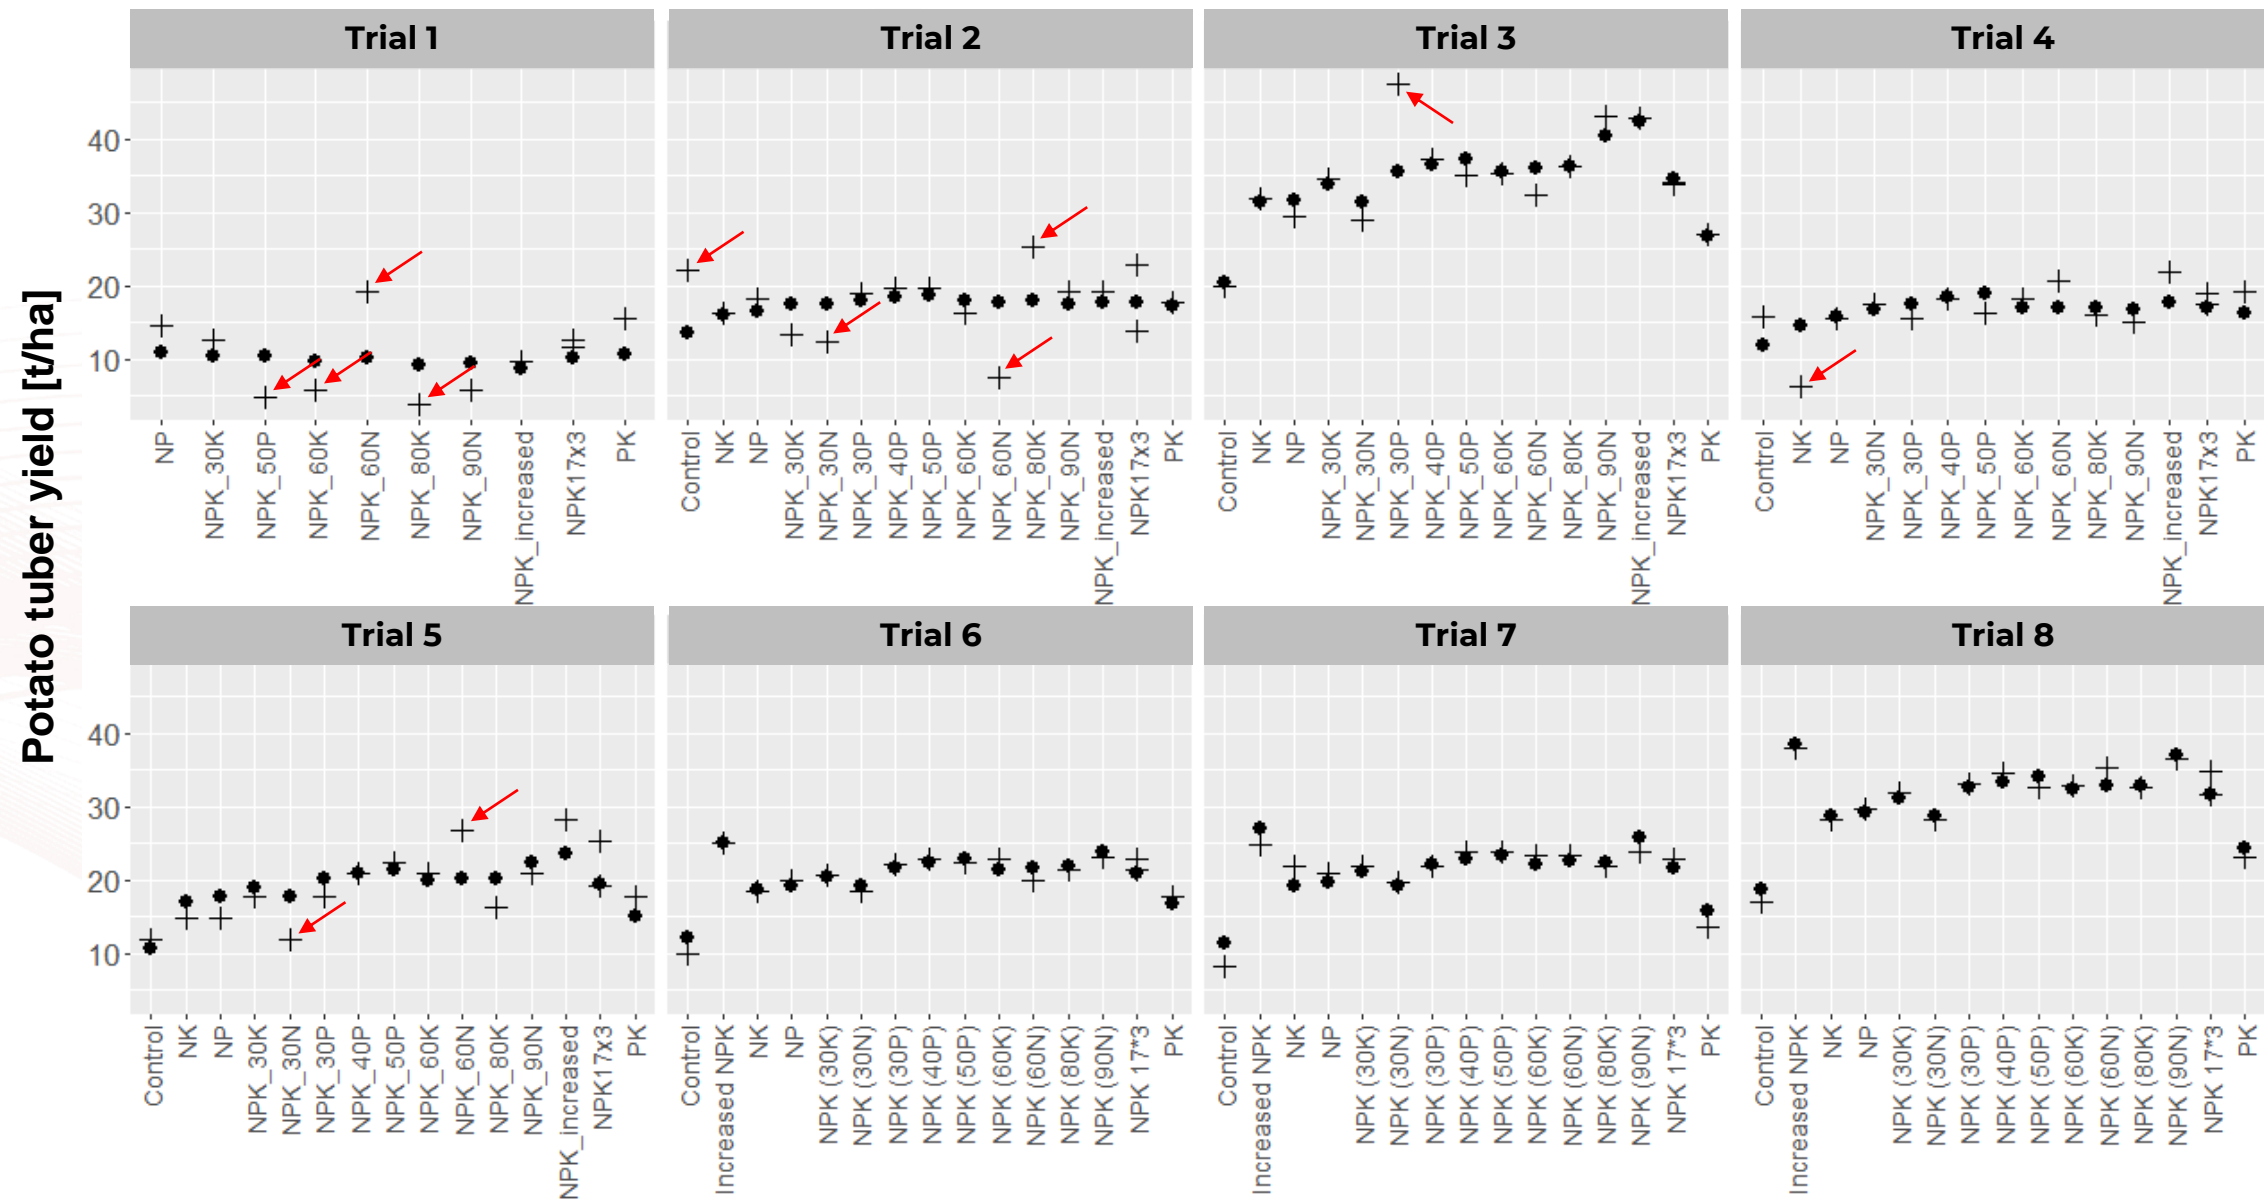 Potato tuber yield [t/ha]
Trial 1
Trial 2
Trial 3
Trial 4
40
30
20
10
NP
NPK_30K
NPK_50P
NPK_60K
NPK_60N
NPK_80K
NPK_90N
NPK_increased
NPK17x3
PK
Control
NK
NP
NPK_30K
NPK_30N
NPK_30P
NPK_40P
NPK_50P
NPK_60K
NPK_60N
NPK_80K
NPK_90N
NPK_increased
NPK17x3
PK
Control
NK
NP
NPK_30K
NPK_30N
NPK_30P
NPK_40P
NPK_50P
NPK_60K
NPK_60N
NPK_80K
NPK_90N
NPK_increased
NPK17x3
PK
Control
NK
NP
NPK_30N
NPK_30P
NPK_40P
NPK_50P
NPK_60K
NPK_60N
NPK_80K
NPK_90N
NPK_increased
NPK17x3
PK
Trial 5
Trial 6
Trial 7
Trial 8
40
30
20
10
Control
NK
NP
NPK_30K
NPK_30N
NPK_30P
NPK_40P
NPK_50P
NPK_60K
NPK_60N
NPK_80K
NPK_90N
NPK_increased
NPK17x3
PK
Control
Increased NPK
NK
NP
NPK (30K)
NPK (30N)
NPK (30P)
NPK (40P)
NPK (50P)
NPK (60K)
NPK (60N)
NPK (80K)
NPK (90N)
NPK 17*3
PK
Control
Increased NPK
NK
NP
NPK (30K)
NPK (30N)
NPK (30P)
NPK (40P)
NPK (50P)
NPK (60K)
NPK (60N)
NPK (80K)
NPK (90N)
NPK 17*3
PK
Control
Increased NPK
NK
NP
NPK (30K)
NPK (30N)
NPK (30P)
NPK (40P)
NPK (50P)
NPK (60K)
NPK (60N)
NPK (80K)
NPK (90N)
NPK 17*3
PK